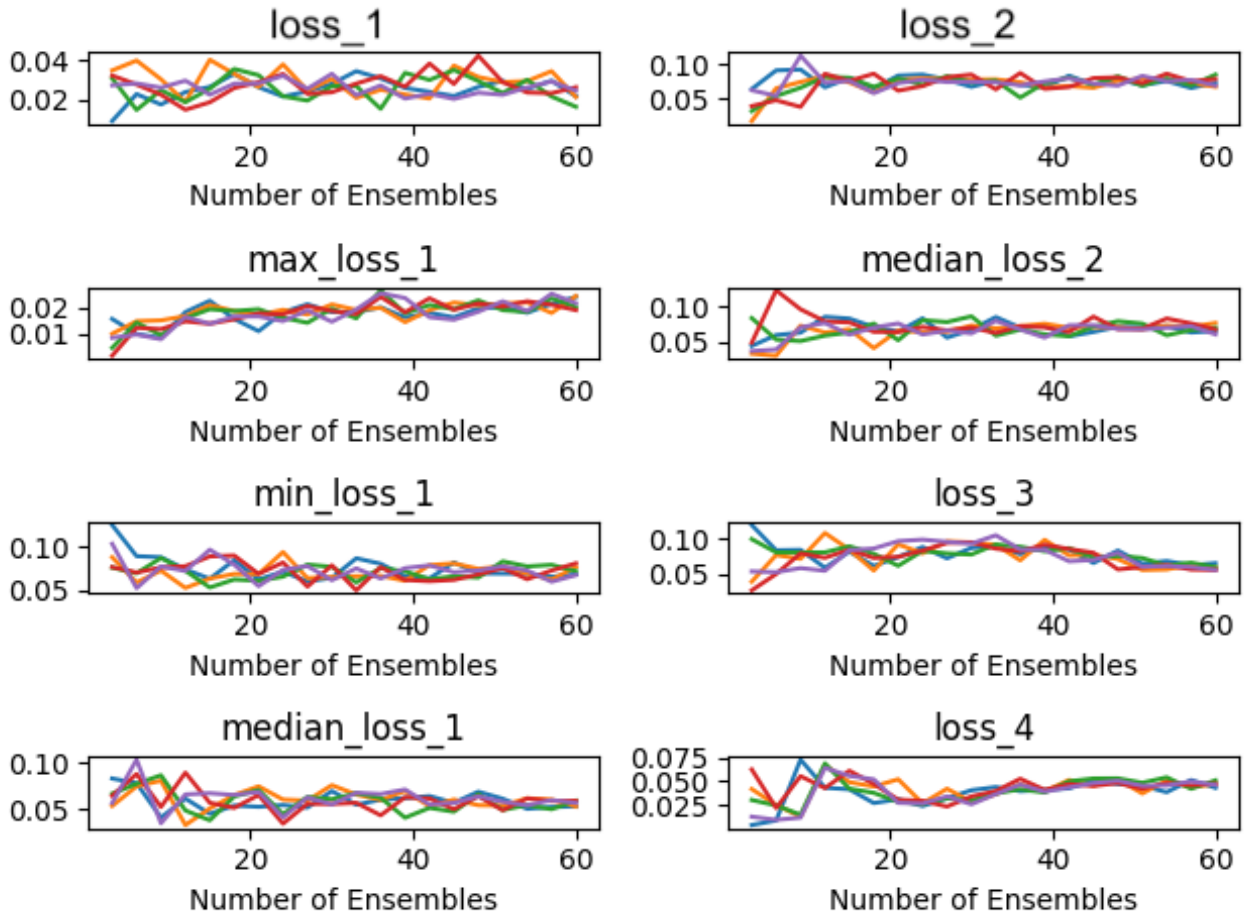 loss_1
0.04
0.02
20 40 60
Number of Ensembles
loss_2
0.10
0.05
20 40 60
Number of Ensembles
max_loss_1
0.02
0.01
20 40 60
Number of Ensembles
median_loss_2
0.10
0.05
20 40 60
Number of Ensembles
min_loss_1
0.10
0.05
20 40 60
Number of Ensembles
loss_3
0.10
0.05
20 40 60
Number of Ensembles
median_loss_1
0.10
0.05
20 40 60
Number of Ensembles
loss_4
0.075
0.050
0.025
20 40 60
Number of Ensembles